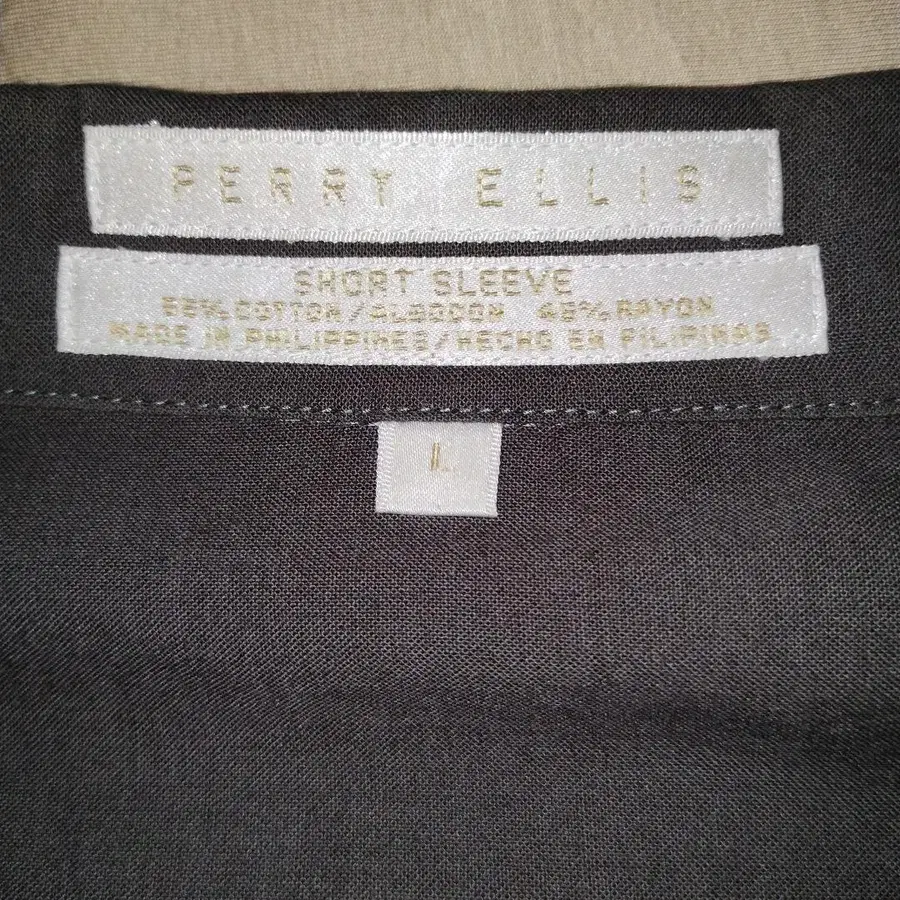 PERRY ELLIS
SHORT SLEEVE
55% COTTON/ALGODON 45% RAYON
MADE IN PHILIPPINES/HECHO EN FILIPINAS
L